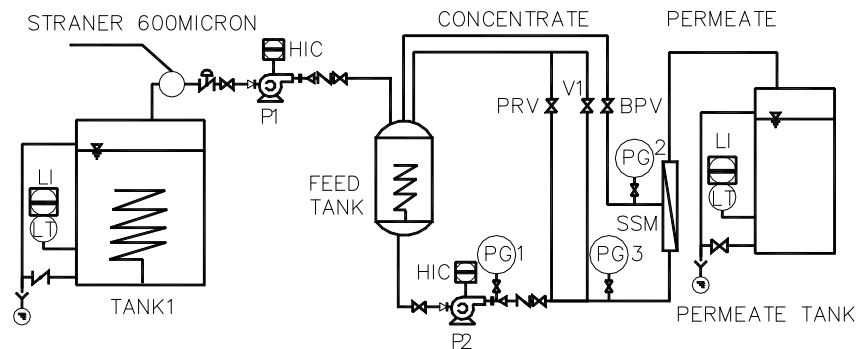 STRANER 600MICRON
CONCENTRATE
PERMEATE
HIC
P1
PRV
V1
BPV
PG 2
LI
LT
FEED
TANK
SSM
LI
LT
HIC
PG 1
PG 3
TANK1
P2
PERMEATE TANK